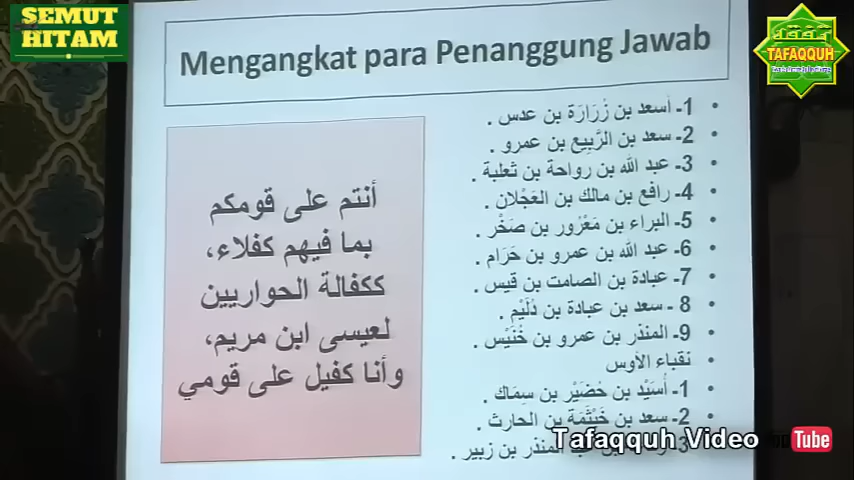 SEMUT
HITAM
TAFAQQUH
Mengangkat para Penanggung Jawab
أنتم على قومكم
بما فيهم كفلاء،
ككفالة الحواريين
لعيسى ابن مريم،
وأنا كفيل على قومي
1- أسعد بن زُرَارَة بن عدس .
2- سعد بن الرَّبِيع بن عمرو .
3- عبد الله بن رواحة بن ثعلبة .
4- رافع بن مالك بن العَجْلان .
5- البراء بن مَعْرُور بن صَخْر .
6- عبد الله بن عمرو بن حَرَام .
7- عبادة بن الصامت بن قيس .
8 - سعد بن عبادة بن دُلَيْم .
9- المنذر بن عمرو بن خُنَيْس .
نقباء الأوس
1- أُسَيْد بن حُضَيْر بن سِمَاك .
2- سعد بن خَيْثَمَة بن الحارث .
3- المنذر بن زبير .
Tafaqquh Video
Tube